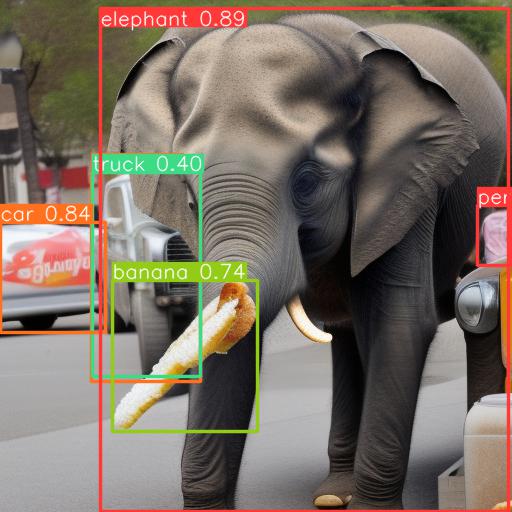 elephant 0.89
truck 0.40
car 0.84
per
banana 0.74